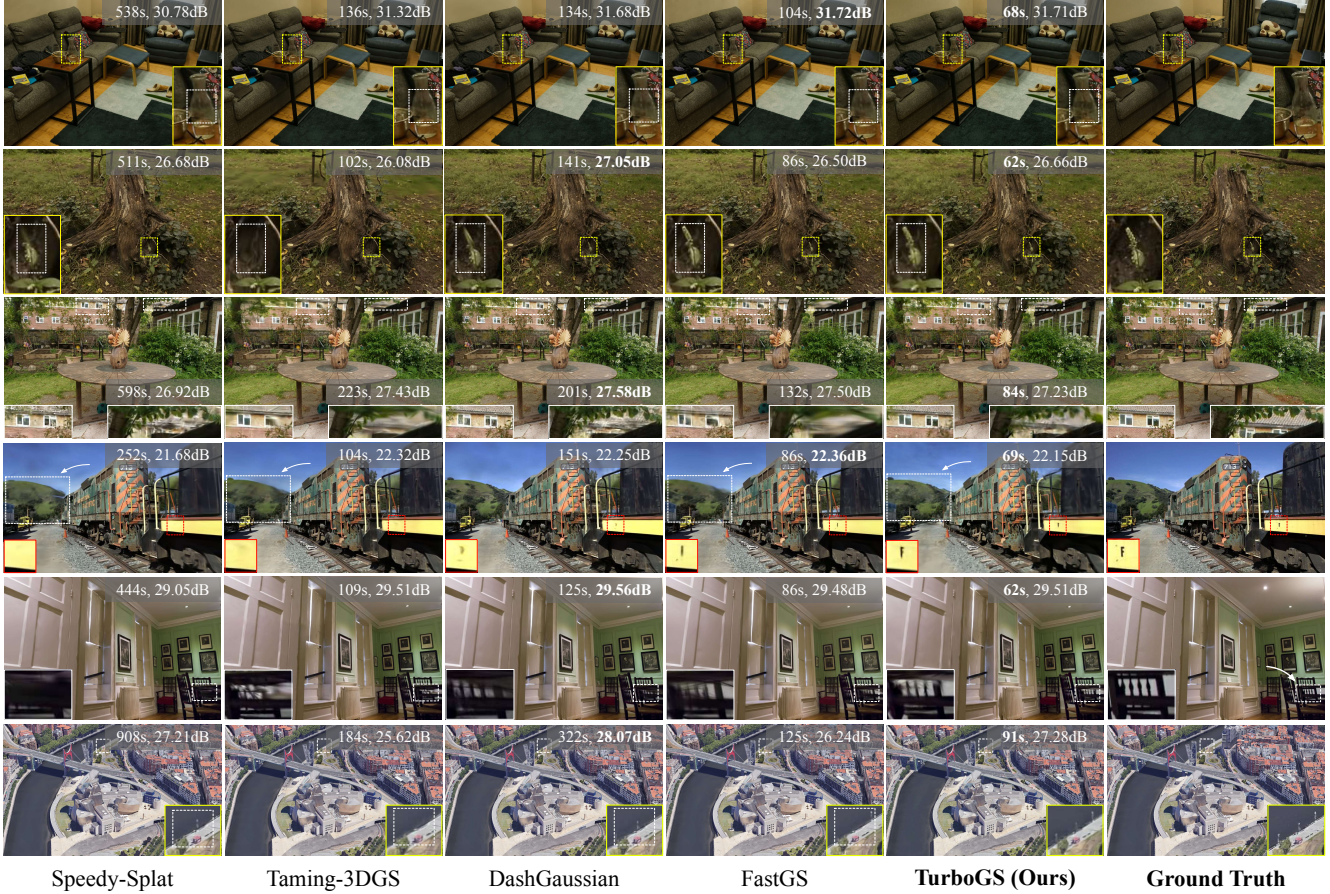 538s, 30.78dB
136s, 31.32dB
134s, 31.68dB
104s, 31.72dB
68s, 31.71dB
511s, 26.68dB
102s, 26.08dB
141s, 27.05dB
86s, 26.50dB
62s, 26.66dB
598s, 26.92dB
223s, 27.43dB
201s, 27.58dB
132s, 27.50dB
84s, 27.23dB
252s, 21.68dB
104s, 22.32dB
151s, 22.25dB
86s, 22.36dB
69s, 22.15dB
444s, 29.05dB
109s, 29.51dB
125s, 29.56dB
86s, 29.48dB
62s, 29.51dB
908s, 27.21dB
184s, 25.62dB
322s, 28.07dB
125s, 26.24dB
91s, 27.28dB
Speedy-Splat
Taming-3DGS
DashGaussian
FastGS
TurboGS (Ours)
Ground Truth